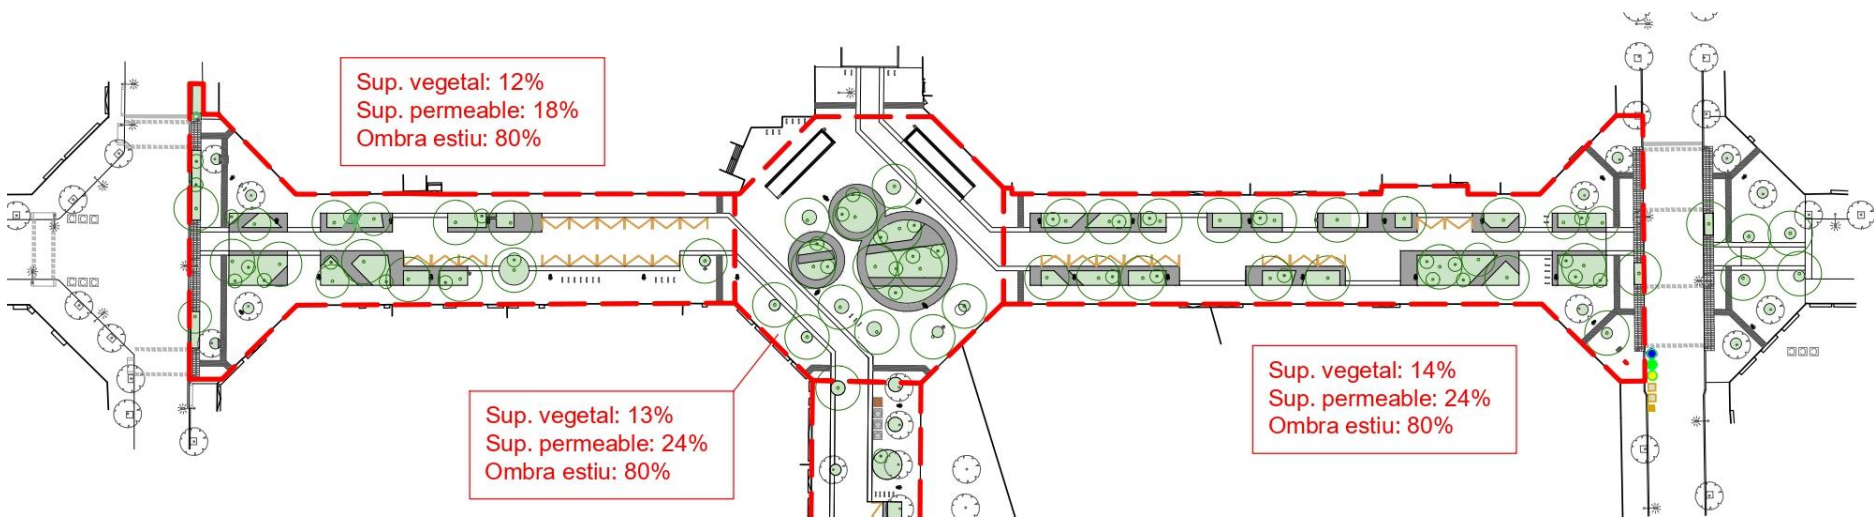 Sup. vegetal: 12%
Sup. permeable: 18%
Ombra estiu: 80%
Sup. vegetal: 13%
Sup. permeable: 24%
Ombra estiu: 80%
Sup. vegetal: 14%
Sup. permeable: 24%
Ombra estiu: 80%